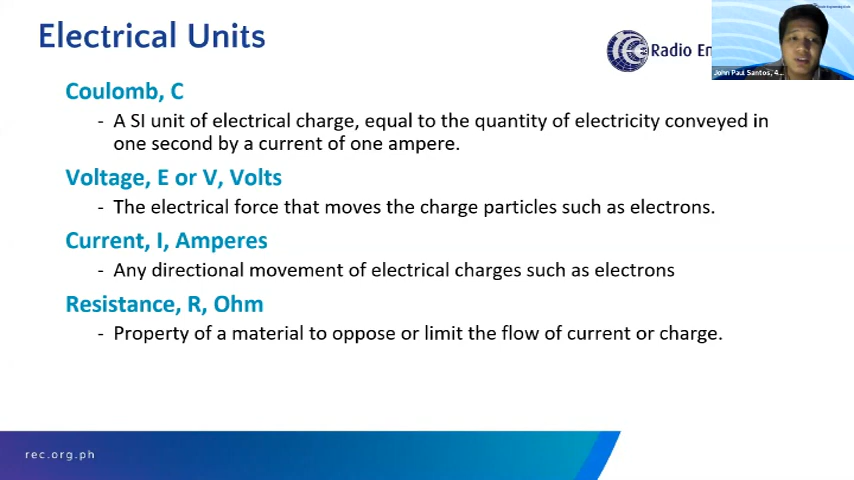 Electrical Units
Radio En
John Paul Santos, 4...
Coulomb, C
- A SI unit of electrical charge, equal to the quantity of electricity conveyed in
one second by a current of one ampere.
Voltage, E or V, Volts
- The electrical force that moves the charge particles such as electrons.
Current, I, Amperes
- Any directional movement of electrical charges such as electrons
Resistance, R, Ohm
- Property of a material to oppose or limit the flow of current or charge.
rec.org.ph